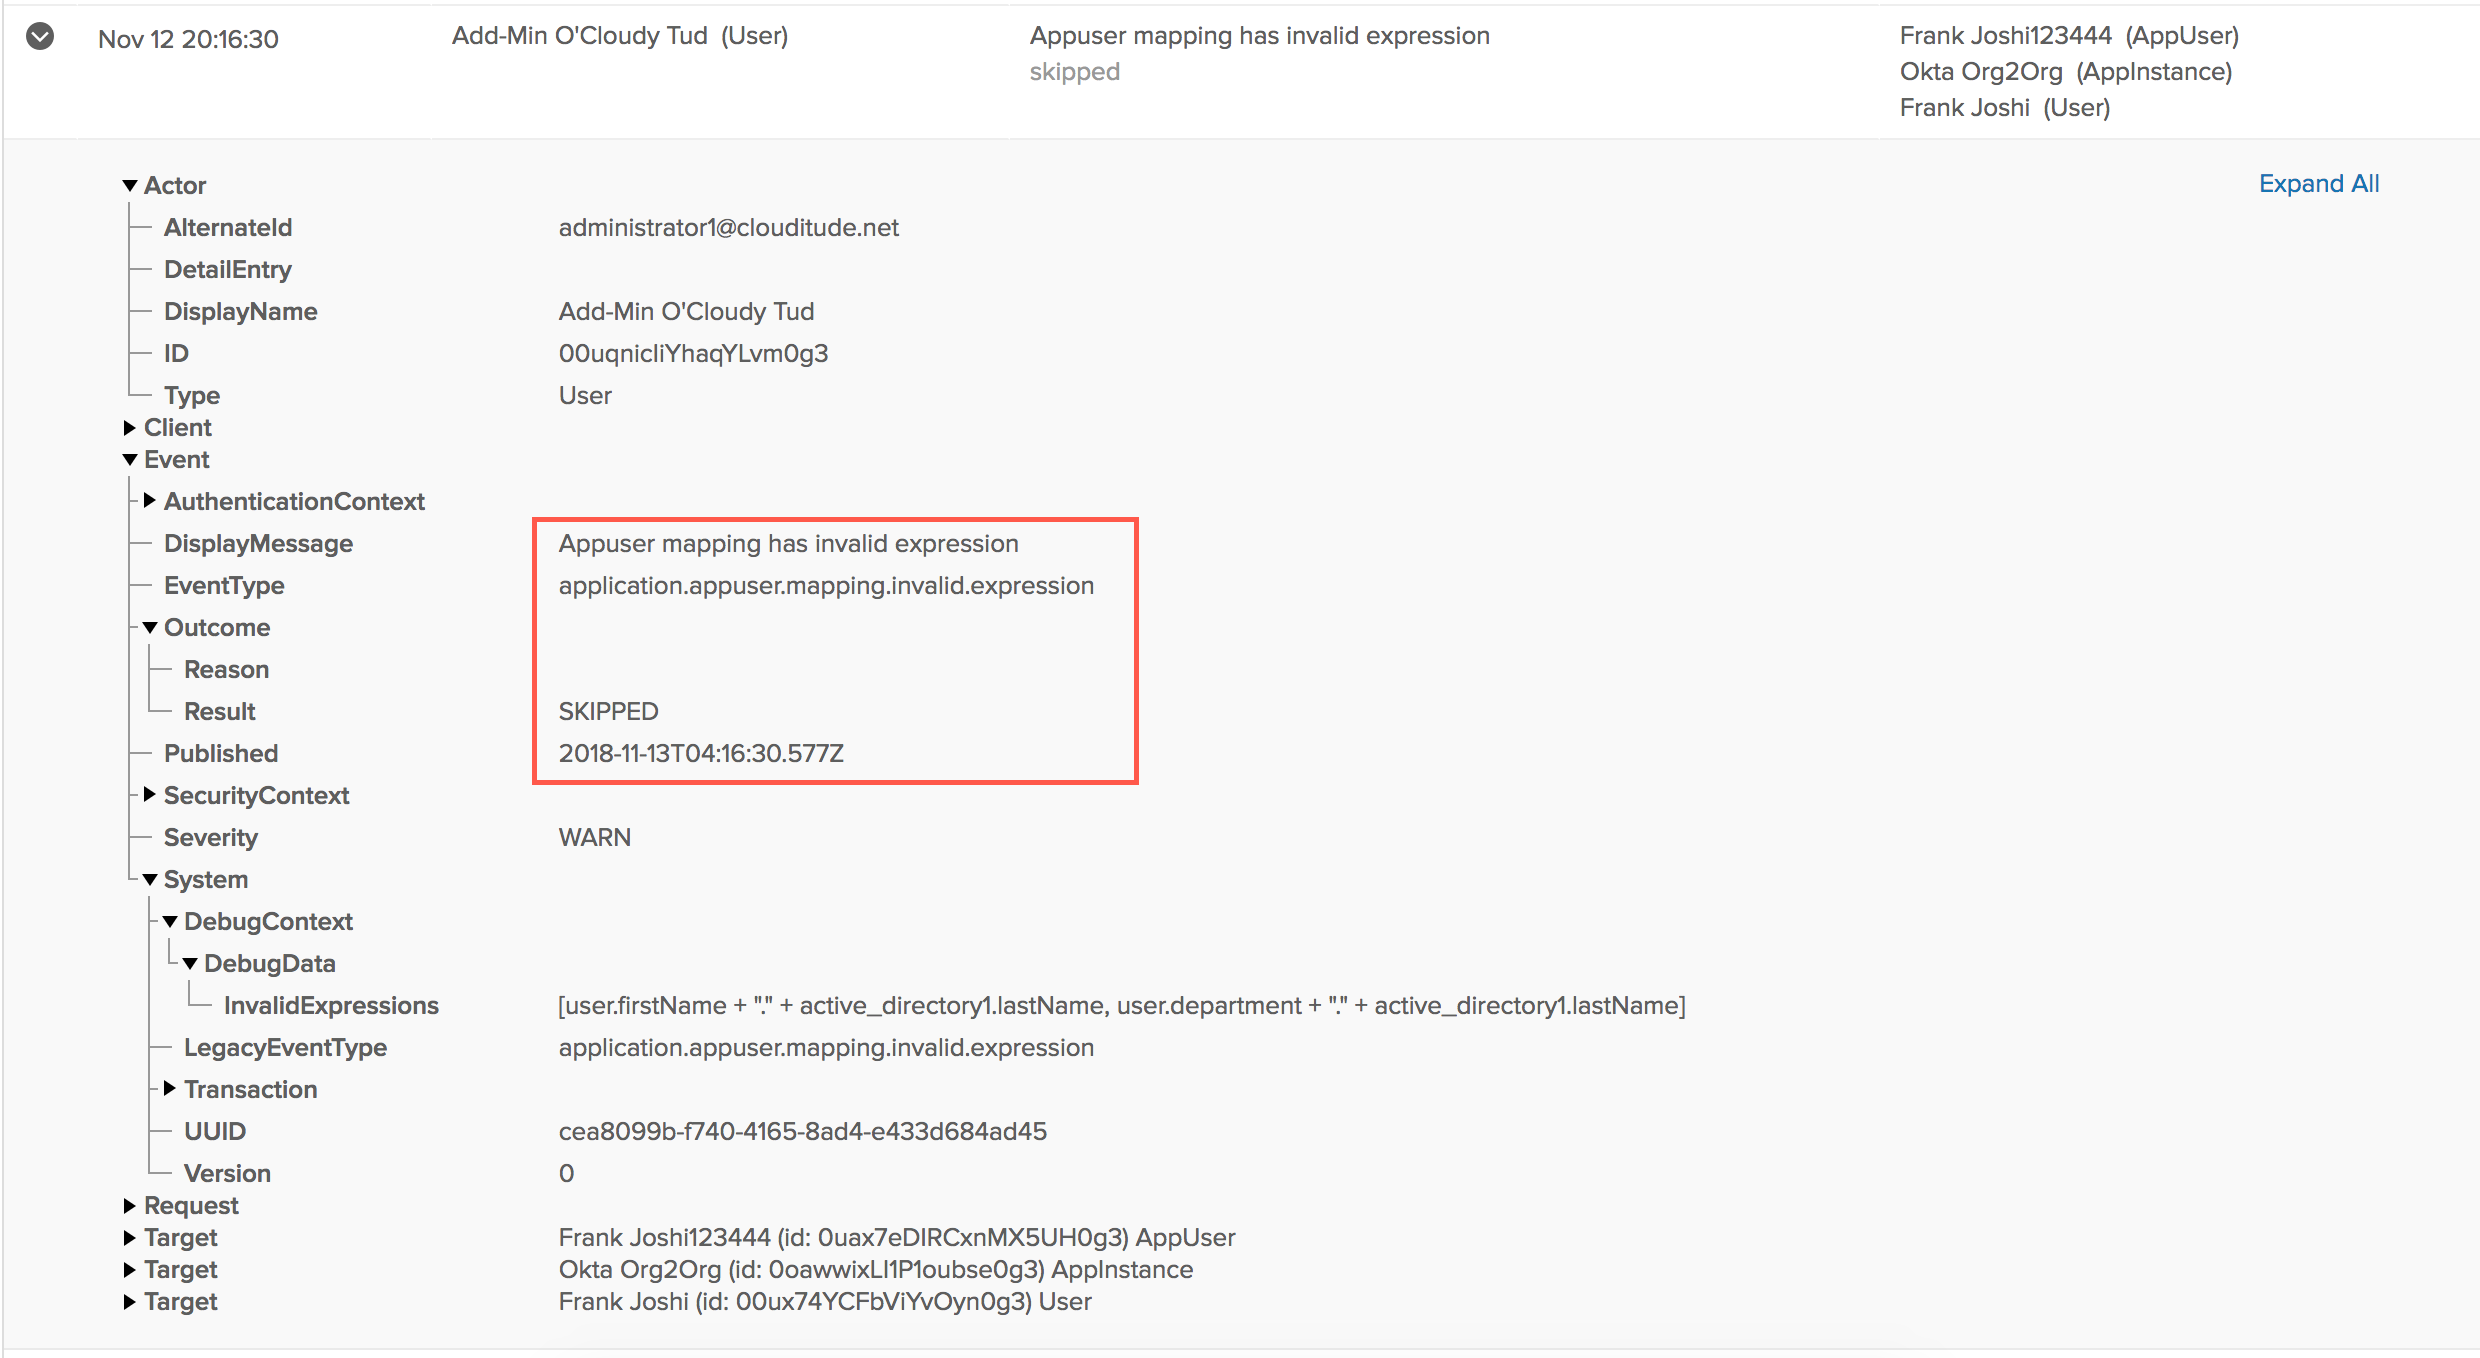 Nov 12 20:16:30 Add-Min O'Cloudy Tud (User) Appuser mapping has invalid expression Frank Joshi123444 (AppUser)
skipped Okta Org2Org (AppInstance)
Frank Joshi (User)
Actor Expand All
AlternateId administrator1@clouditude.net
DetailEntry
DisplayName Add-Min O'Cloudy Tud
ID 00uqnicliYhaqYLvm0g3
Type User
Client
Event
AuthenticationContext
DisplayMessage Appuser mapping has invalid expression
EventType application.appuser.mapping.invalid.expression
Outcome
Reason
Result SKIPPED
Published 2018-11-13T04:16:30.577Z
SecurityContext
Severity WARN
System
DebugContext
DebugData
InvalidExpressions [user.firstName + "." + active_directory1.lastName, user.department + "." + active_directory1.lastName]
LegacyEventType application.appuser.mapping.invalid.expression
Transaction
UUID cea8099b-f740-4165-8ad4-e433d684ad45
Version 0
Request
Target Frank Joshi123444 (id: 0uax7eDIRCxnMX5UH0g3) AppUser
Target Okta Org2Org (id: 0oawwixLl1P1oubse0g3) AppInstance
Target Frank Joshi (id: 00ux74YCFbViYvOyn0g3) User